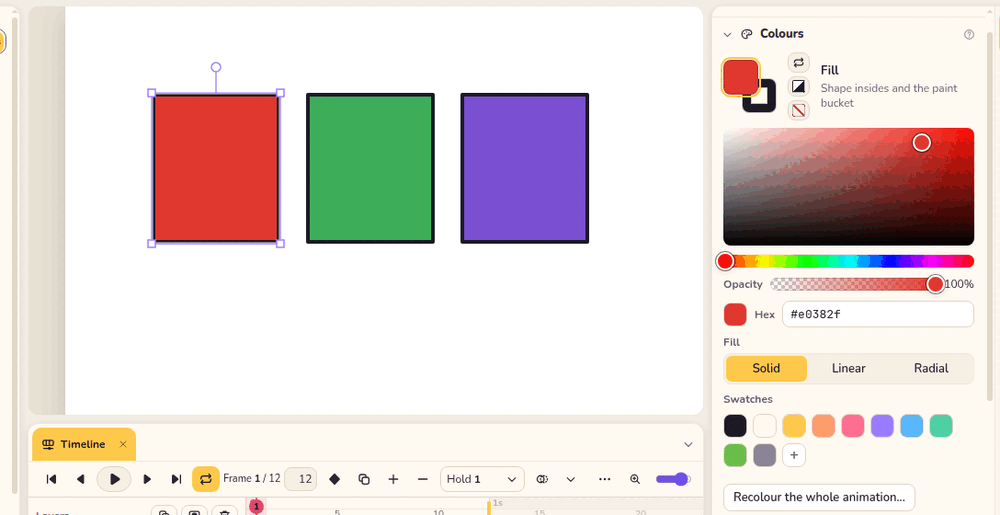 Colours
Fill
Shape insides and the paint
bucket
Opacity
100%
Hex
#e0382f
Fill
Solid
Linear
Radial
Swatches
Recolour the whole animation...
Timeline
Frame 1 / 12
12
Hold 1
1s
Layers
1
5
10
15
20